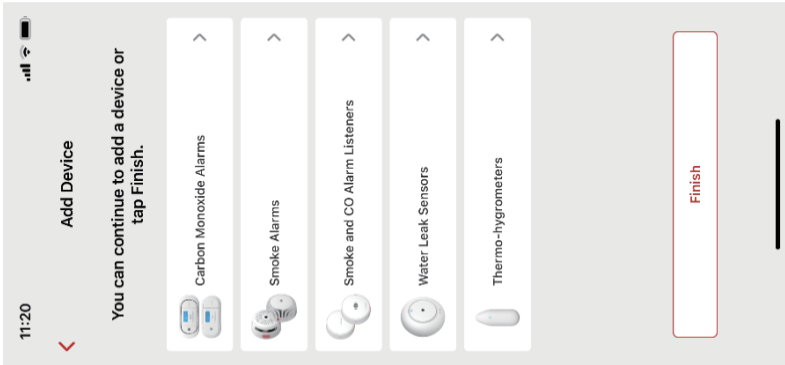 11:20
Add Device
You can continue to add a device or
tap Finish.
Carbon Monoxide Alarms
Smoke Alarms
Smoke and CO Alarm Listeners
Water Leak Sensors
Thermo-hygrometers
Finish